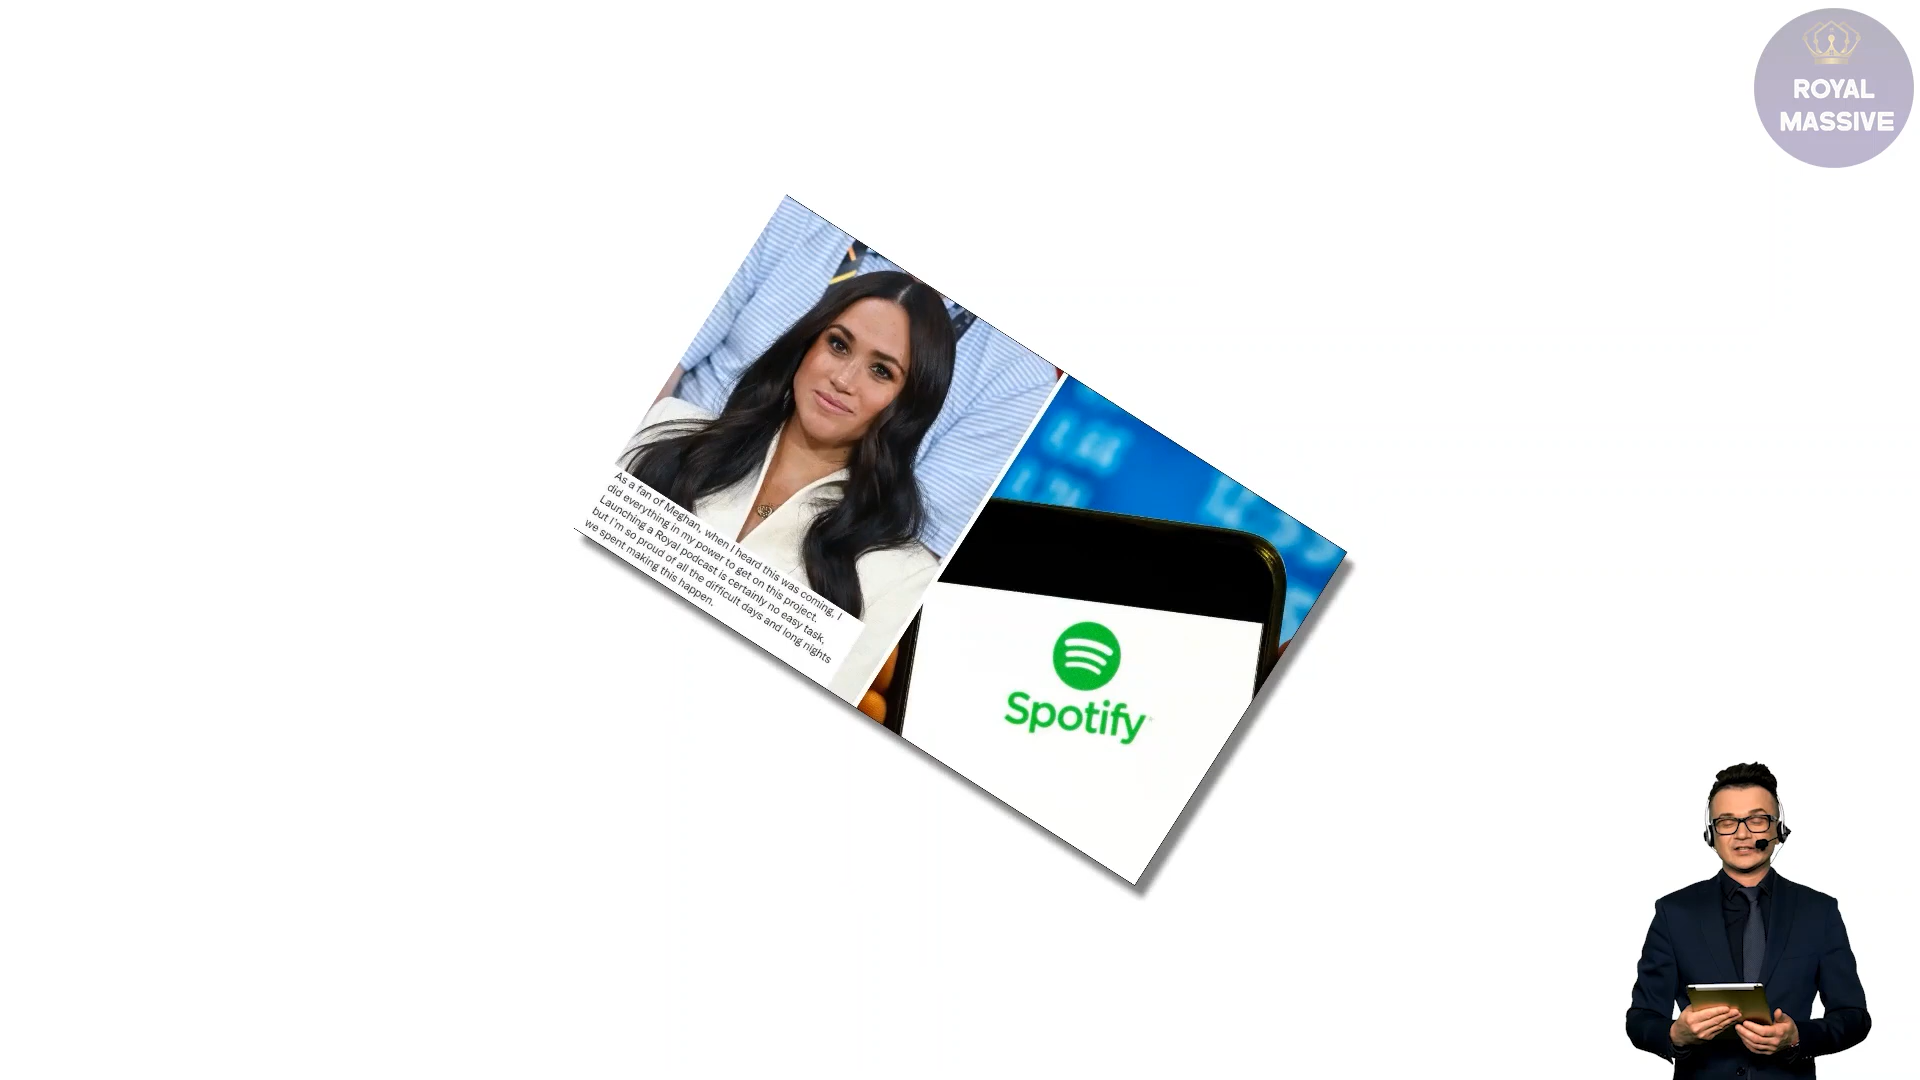 ROYAL
MASSIVE
As a fan of Meghan, when I heard this was coming, I
did everything in my power to get on this project.
Launching a Royal podcast is certainly no easy task,
but I'm so proud of all the difficult days and long nights
we spent making this happen.
Spotify